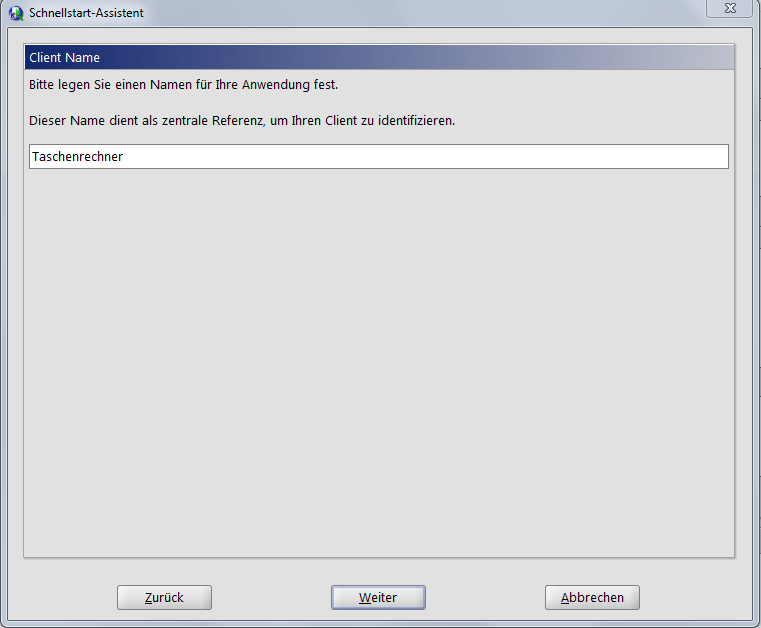 Schnellstart-Assistent
Client Name
Bitte legen Sie einen Namen für Ihre Anwendung fest.
Dieser Name dient als zentrale Referenz, um Ihren Client zu identifizieren.
Taschenrechner
Zurück
Weiter
Abbrechen